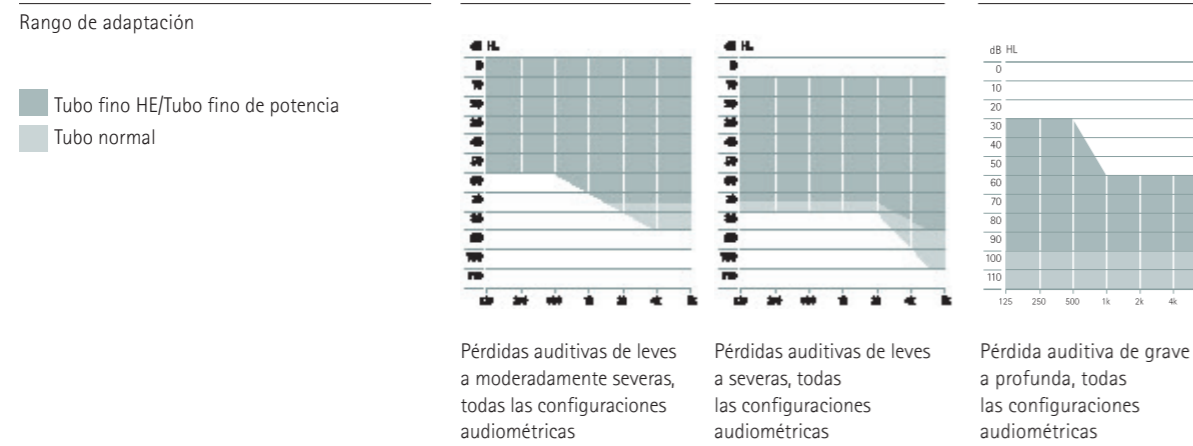 Rango de adaptación
Tubo fino HE/Tubo fino de potencia
Tubo normal
dB HL
0
10
20
30
40
50
60
70
80
90
100
110
125 250 500 1k 2k 4k
Pérdidas auditivas de leves
a moderadamente severas,
todas las configuraciones
audiométricas
Pérdidas auditivas de leves
a severas, todas
las configuraciones
audiométricas
Pérdida auditiva de grave
a profunda, todas
las configuraciones
audiométricas